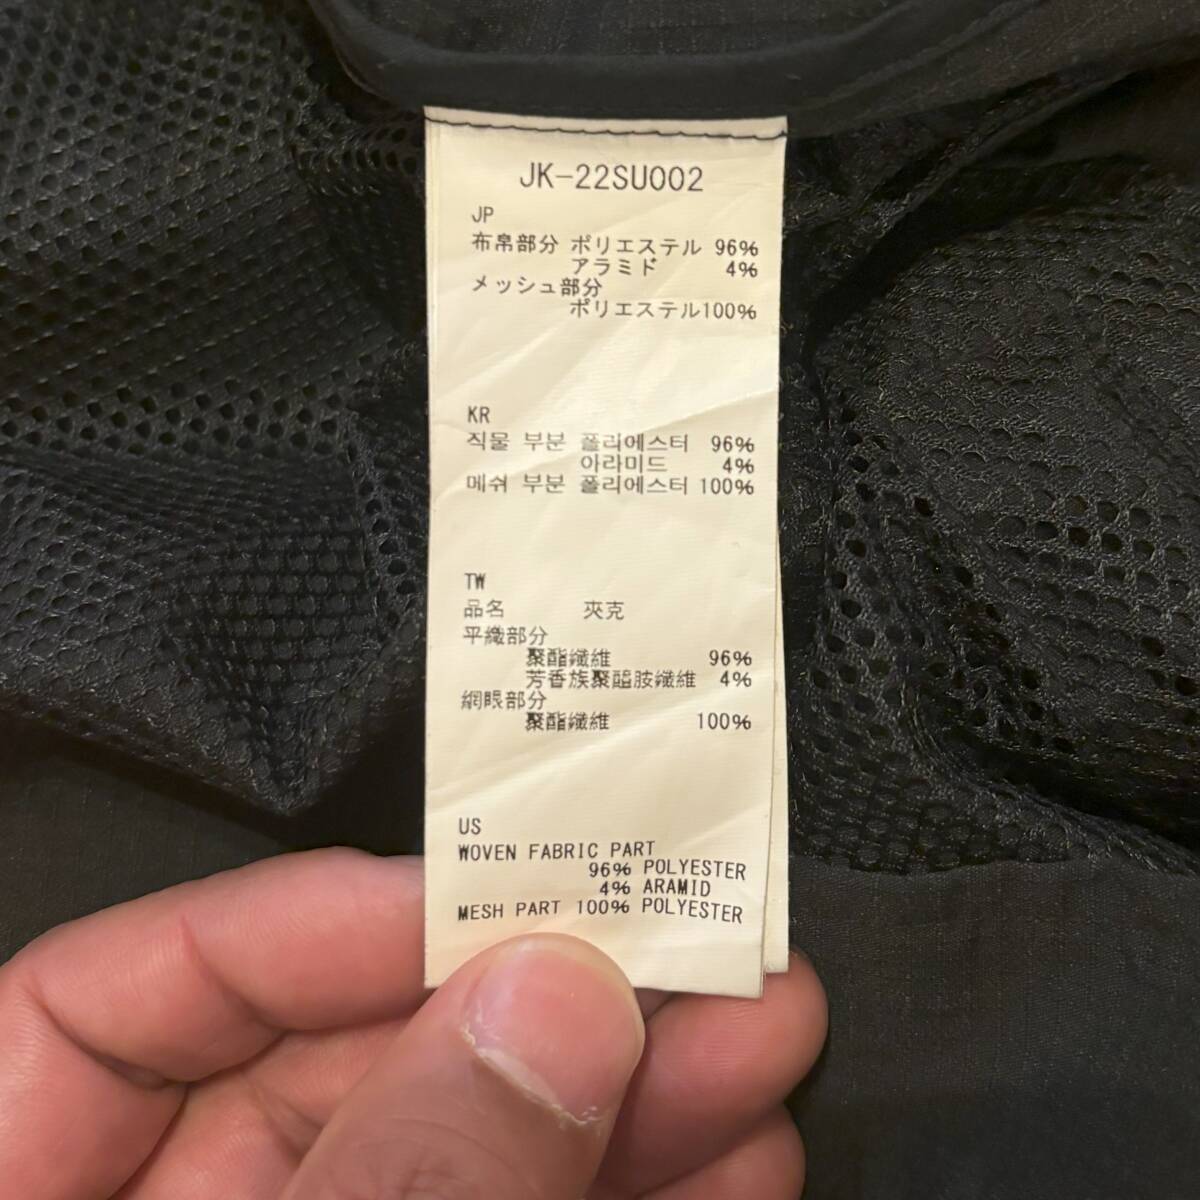 JK-22SU002
JP
布帛部分 ポリエステル 96%
アラミド 4%
メッシュ部分
ポリエステル100%
KR
직물 부분 폴리에스터 96%
아라미드 4%
메쉬 부분 폴리에스터 100%
TW
品名 夾克
平織部分
聚酯纖維 96%
芳香族聚醯胺纖維 4%
網眼部分
聚酯纖維 100%
US
WOVEN FABRIC PART
96% POLYESTER
4% ARAMID
MESH PART 100% POLYESTER